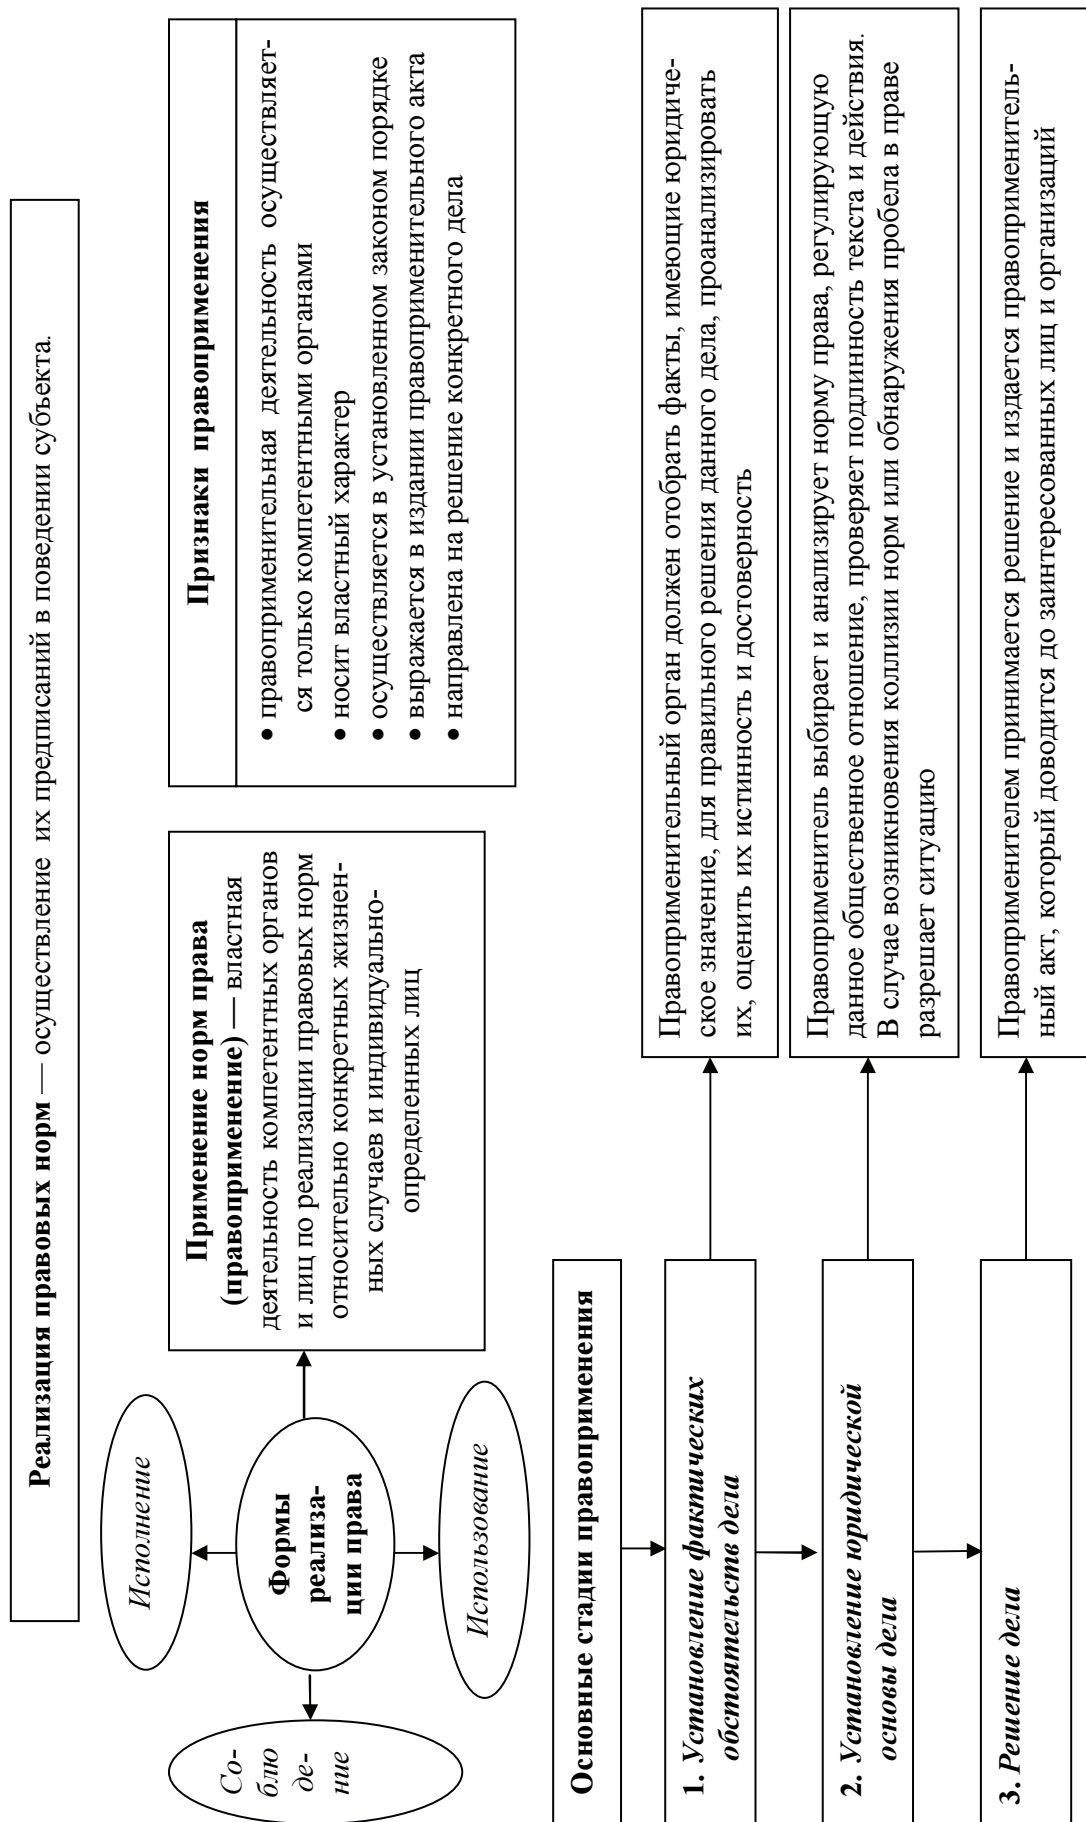 Реализация правовых норм — осуществление их предписаний в поведении субъекта.
Исполнение
Формы
реализа-
ции права
Со-
блю
де-
ние
Использование
Применение норм права
(правоприменение) — властная
деятельность компетентных органов
и лиц по реализации правовых норм
относительно конкретных жизнен-
ных случаев и индивидуально-
определенных лиц
Признаки правоприменения
• правоприменительная деятельность осуществляет-
ся только компетентными органами
• носит властный характер
• осуществляется в установленном законом порядке
• выражается в издании правоприменительного акта
• направлена на решение конкретного дела
Основные стадии правоприменения
1. Установление фактических
обстоятельств дела
Правоприменительный орган должен отобрать факты, имеющие юридиче-
ское значение, для правильного решения данного дела, проанализировать
их, оценить их истинность и достоверность
2. Установление юридической
основы дела
Правоприменитель выбирает и анализирует норму права, регулирующую
данное общественное отношение, проверяет подлинность текста и действия.
В случае возникновения коллизии норм или обнаружения пробела в праве
разрешает ситуацию
3. Решение дела
Правоприменителем принимается решение и издается правоприменитель-
ный акт, который доводится до заинтересованных лиц и организаций